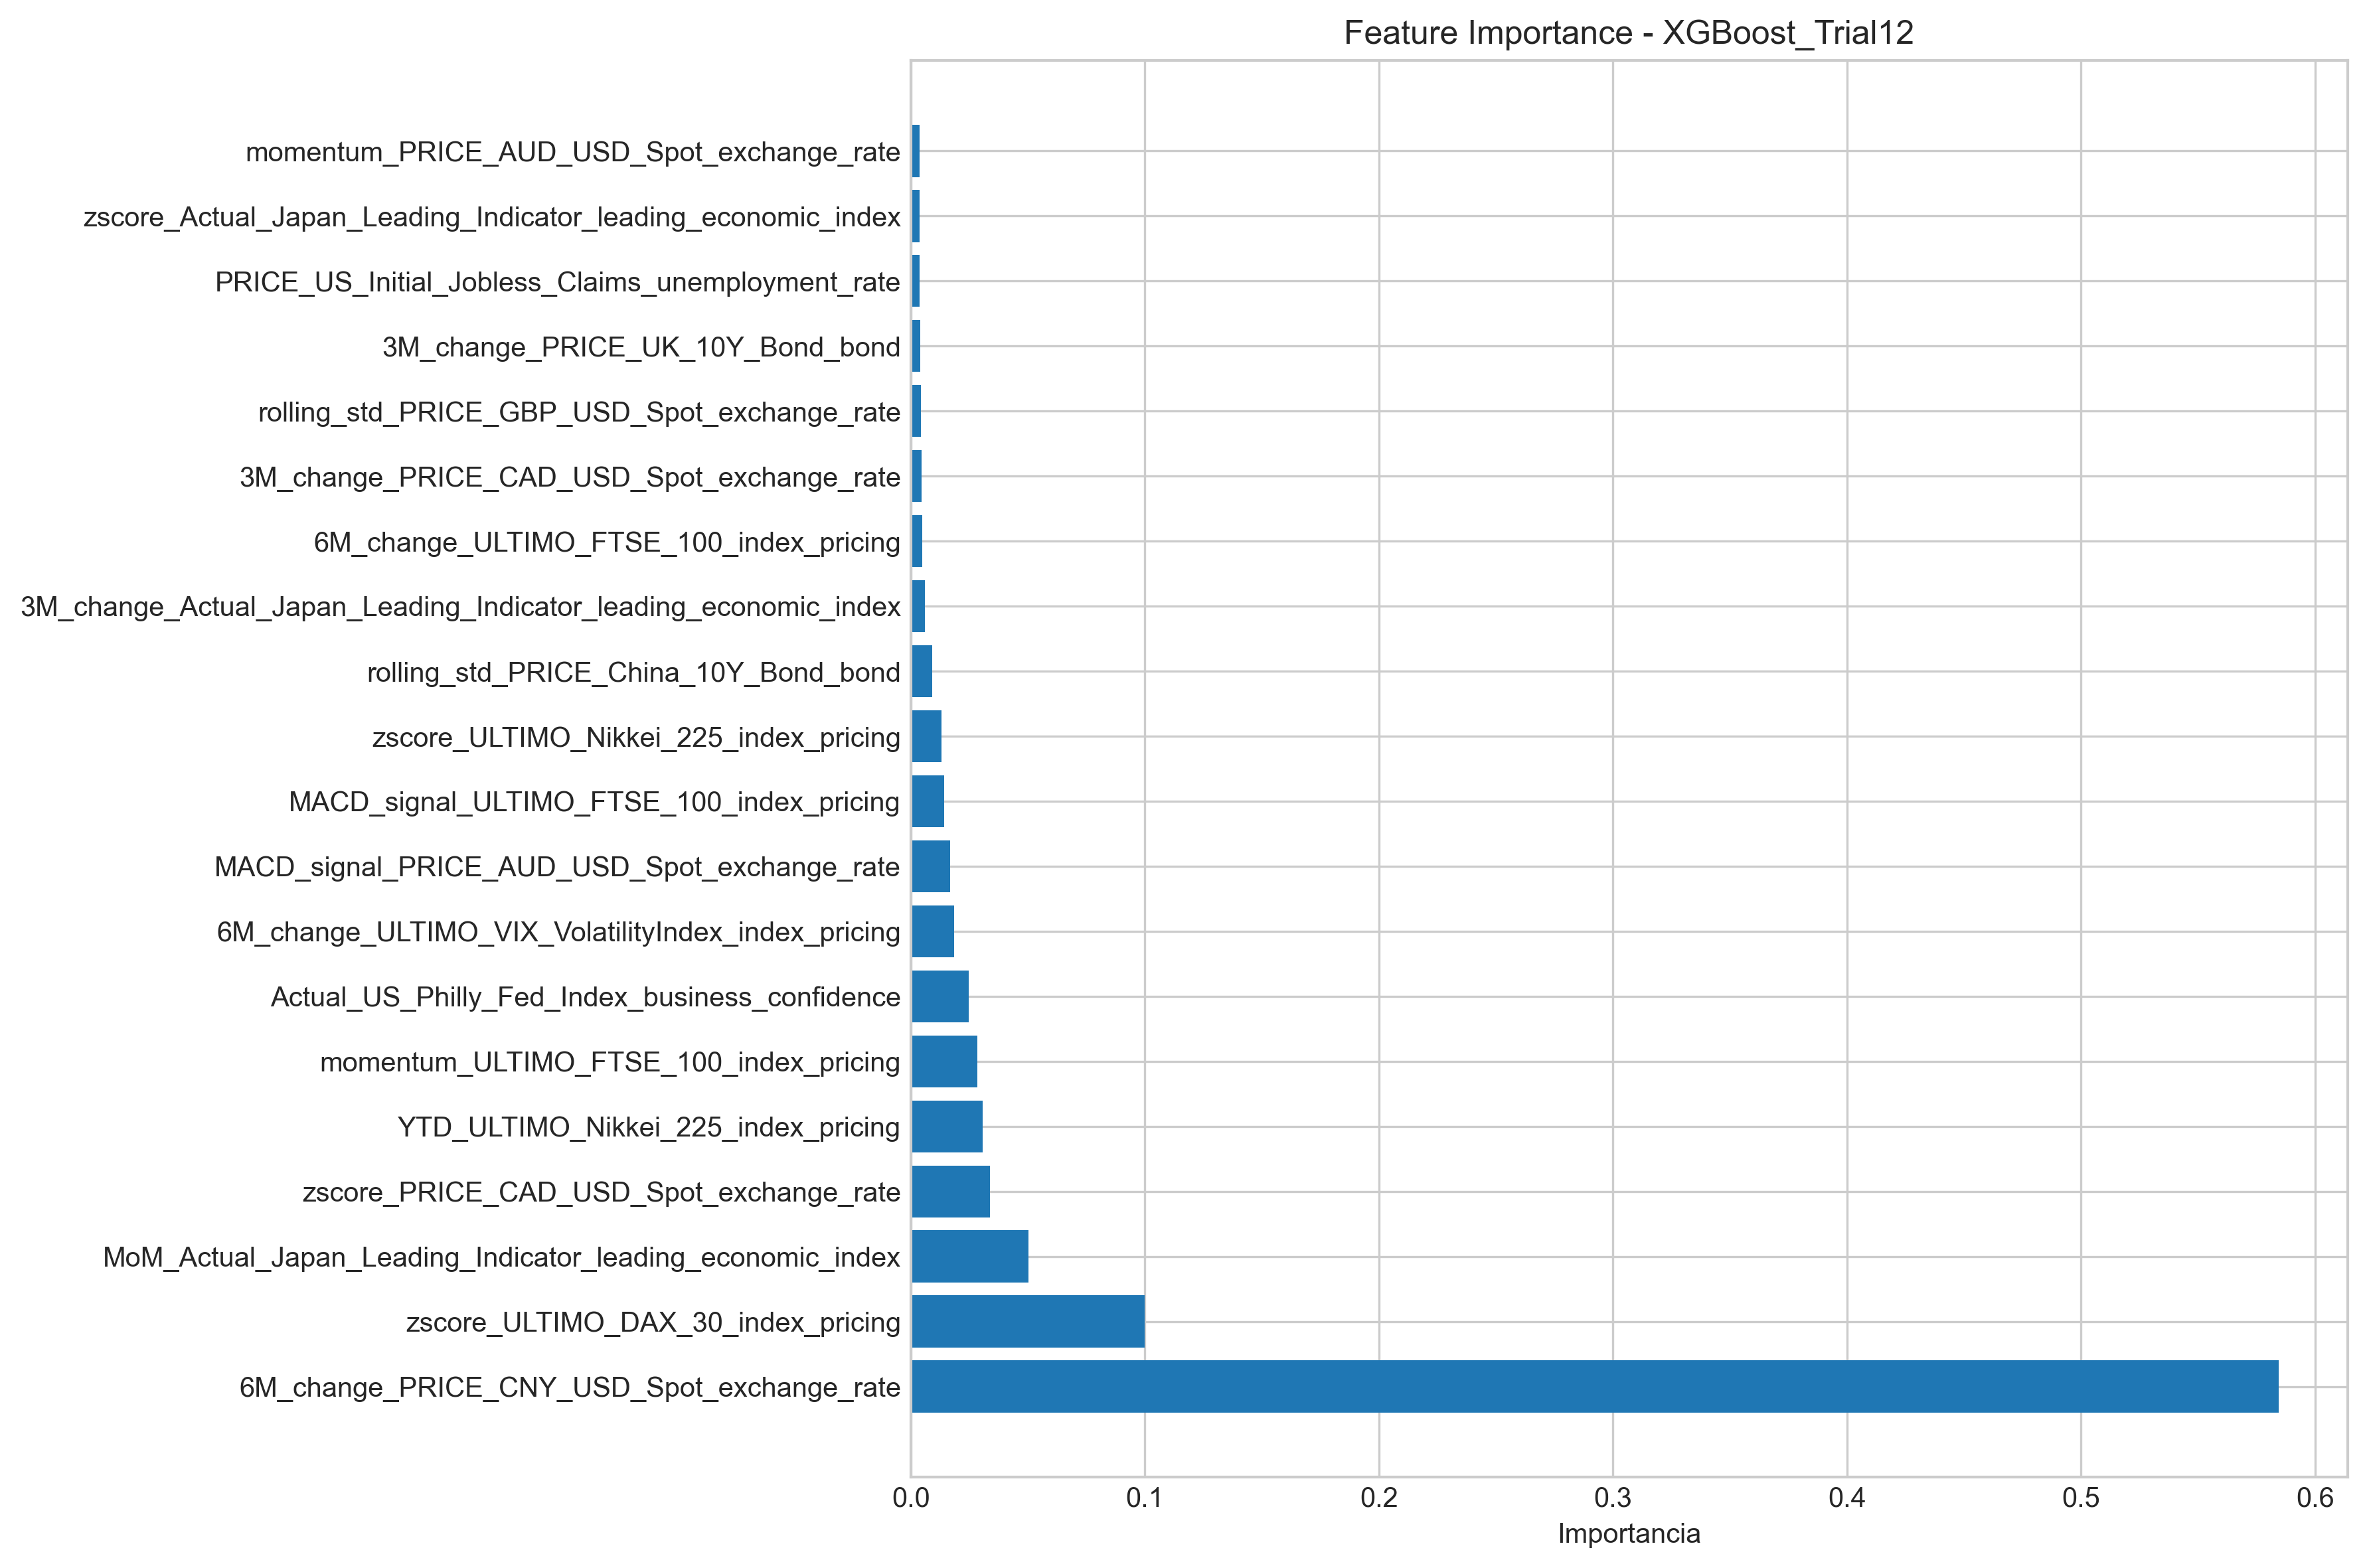 Feature Importance - XGBoost_Trial12
momentum_PRICE_AUD_USD_Spot_exchange_rate
zscore_Actual_Japan_Leading_Indicator_leading_economic_index
PRICE_US_Initial_Jobless_Claims_unemployment_rate
3M_change_PRICE_UK_10Y_Bond_bond
rolling_std_PRICE_GBP_USD_Spot_exchange_rate
3M_change_PRICE_CAD_USD_Spot_exchange_rate
6M_change_ULTIMO_FTSE_100_index_pricing
3M_change_Actual_Japan_Leading_Indicator_leading_economic_index
rolling_std_PRICE_China_10Y_Bond_bond
zscore_ULTIMO_Nikkei_225_index_pricing
MACD_signal_ULTIMO_FTSE_100_index_pricing
MACD_signal_PRICE_AUD_USD_Spot_exchange_rate
6M_change_ULTIMO_VIX_VolatilityIndex_index_pricing
Actual_US_Philly_Fed_Index_business_confidence
momentum_ULTIMO_FTSE_100_index_pricing
YTD_ULTIMO_Nikkei_225_index_pricing
zscore_PRICE_CAD_USD_Spot_exchange_rate
MoM_Actual_Japan_Leading_Indicator_leading_economic_index
zscore_ULTIMO_DAX_30_index_pricing
6M_change_PRICE_CNY_USD_Spot_exchange_rate
0.0 0.1 0.2 0.3 0.4 0.5 0.6
Importancia